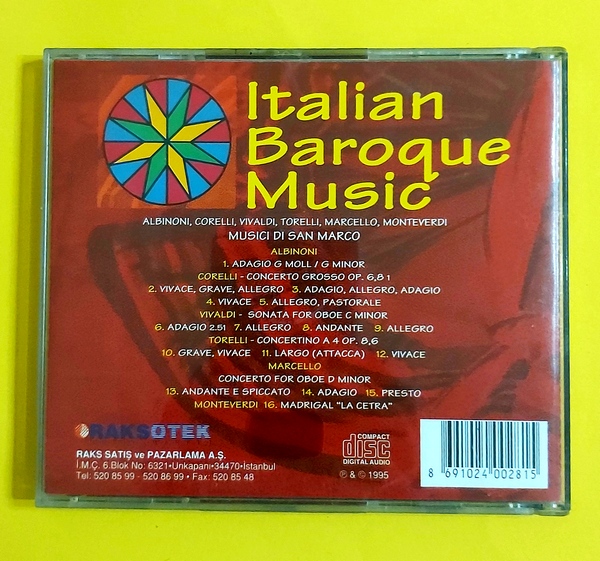 Italian
Baroque
Music
ALBINONI, CORELLI, VIVALDI, TORELLI, MARCELLO, MONTEVERDI
MUSICI DI SAN MARCO
ALBINONI
1. ADAGIO G MOLL / G MINOR
CORELLI - CONCERTO GROSSO OP. 6,8 1
2. VIVACE, GRAVE, ALLEGRO 3. ADAGIO, ALLEGRO, ADAGIO
4. VIVACE 5. ALLEGRO, PASTORALE
VIVALDI - SONATA FOR OBOE C MINOR
6. ADAGIO 2.51 7. ALLEGRO 8. ANDANTE 9. ALLEGRO
TORELLI - CONCERTINO A 4 OP. 8,6
10. GRAVE, VIVACE 11. LARGO (ATTACCA) 12. VIVACE
MARCELLO
CONCERTO FOR OBOE D MINOR
13. ANDANTE E SPICCATO 14. ADAGIO 15. PRESTO
MONTEVERDI 16. MADRIGAL "LA CETRA"
RAKSOTEK
RAKS SATIŞ ve PAZARLAMA A.Ş.
İ.M.Ç. 6.Blok No: 6321•Unkapanı•34470•İstanbul
Tel: 520 85 99 - 520 86 99 • Fax: 520 85 48
COMPACT
disc
DIGITAL AUDIO
℗ & © 1995
8 691024 002815